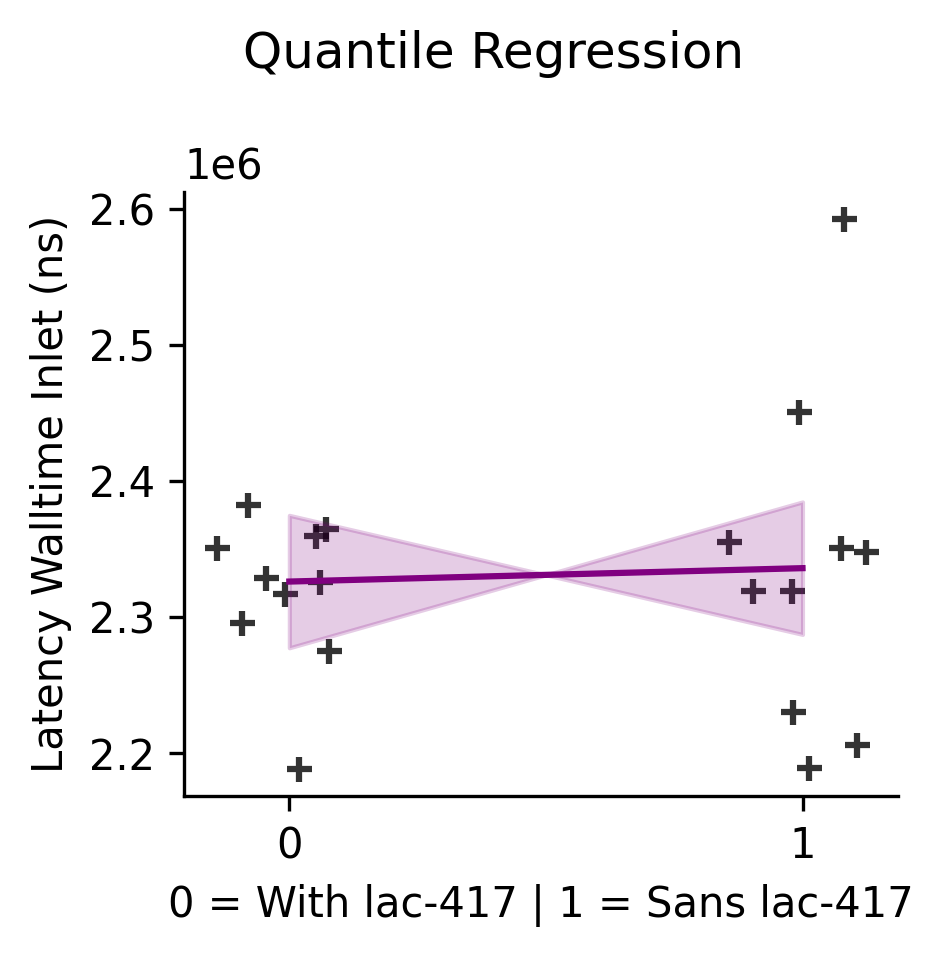 Quantile Regression
1e6
2.6
2.5
2.4
2.3
2.2
Latency Walltime Inlet (ns)
0 1
0 = With lac-417 | 1 = Sans lac-417